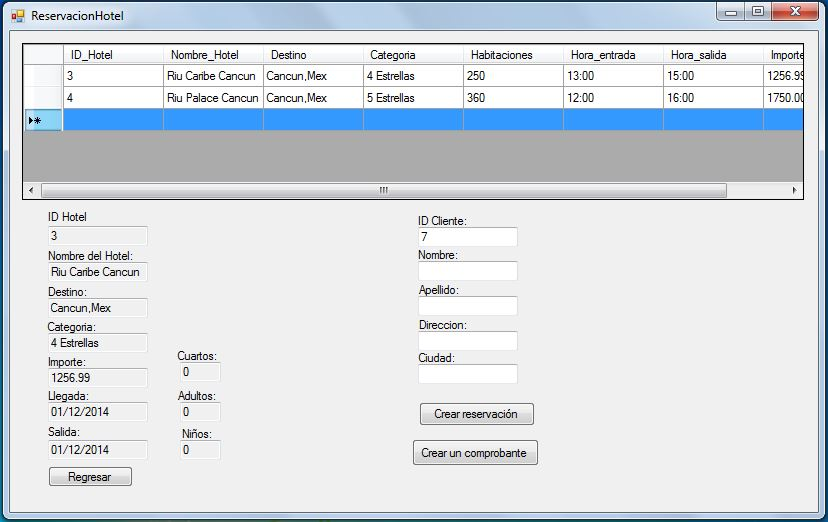 ReservacionHotel
ID_Hotel Nombre_Hotel Destino Categoria Habitaciones Hora_entrada Hora_salida Importe
3 Riu Caribe Cancun Cancun,Mex 4 Estrellas 250 13:00 15:00 1256.99
4 Riu Palace Cancun Cancun,Mex 5 Estrellas 360 12:00 16:00 1750.00
ID Hotel
3
Nombre del Hotel:
Riu Caribe Cancun
Destino:
Cancun,Mex
Categoria:
4 Estrellas
Importe:
1256.99
Llegada:
01/12/2014
Salida:
01/12/2014
Regresar
Cuartos:
0
Adultos:
0
Niños:
0
ID Cliente:
7
Nombre:
Apellido:
Direccion:
Ciudad:
Crear reservación
Crear un comprobante